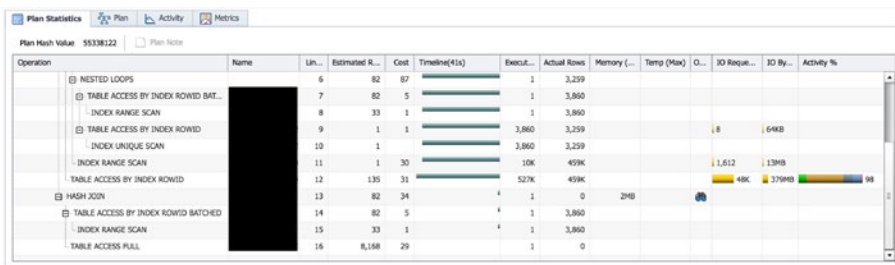 Plan Statistics Plan Activity Metrics
Plan Hash Value 55338122 Plan Note
Operation Name Lin... Estimated R... Cost Timeline(41s) Execut... Actual Rows Memory (... Temp (Max) O... IO Reque... IO By... Activity %
NESTED LOOPS 6 82 87 1 3,259
TABLE ACCESS BY INDEX ROWID BAT... 7 82 5 1 3,860
INDEX RANGE SCAN 8 33 1 1 3,860
TABLE ACCESS BY INDEX ROWID 9 1 1 3,860 3,259 8 64KB
INDEX UNIQUE SCAN 10 1 3,860 3,259
INDEX RANGE SCAN 11 1 30 10K 459K 1,612 13MB
TABLE ACCESS BY INDEX ROWID 12 135 31 527K 459K 48K 379MB 98
HASH JOIN 13 82 34 1 0 2MB
TABLE ACCESS BY INDEX ROWID BATCHED 14 82 5 1 3,860
INDEX RANGE SCAN 15 33 1 1 3,860
TABLE ACCESS FULL 16 8,168 29 1 0